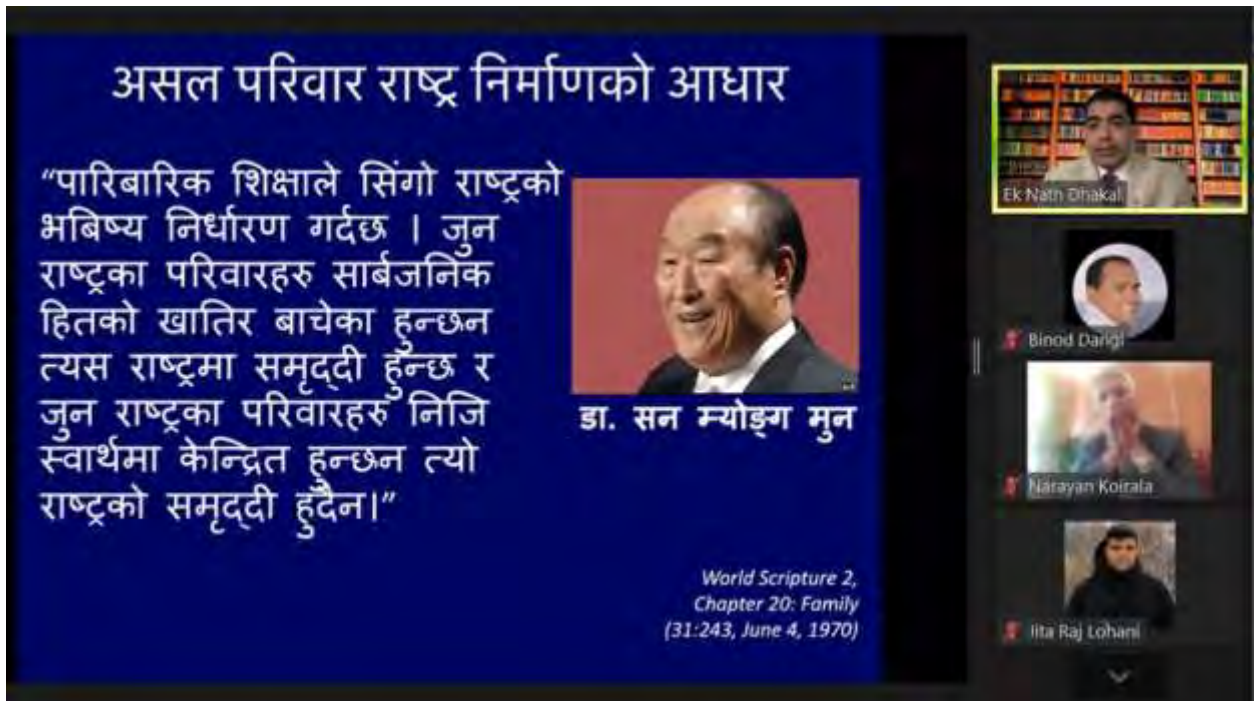 असल परिवार राष्ट्र निर्माणको आधार
“पारिबारिक शिक्षाले सिंगो राष्ट्रको
भबिष्य निर्धारण गर्दछ । जुन
राष्ट्रका परिवारहरु सार्बजनिक
हितको खातिर बाचेका हुन्छन
त्यस राष्ट्रमा समृद्दी हुन्छ र
जुन राष्ट्रका परिवारहरु निजि
स्वार्थमा केन्द्रित हुन्छन त्यो
राष्ट्रको समृद्दी हुदैन।”
डा. सन म्योङ्ग मुन
World Scripture 2,
Chapter 20: Family
(31:243, June 4, 1970)
Ek Nath Dhakal
Binod Dangi
Narayan Koirala
Jita Raj Lohani